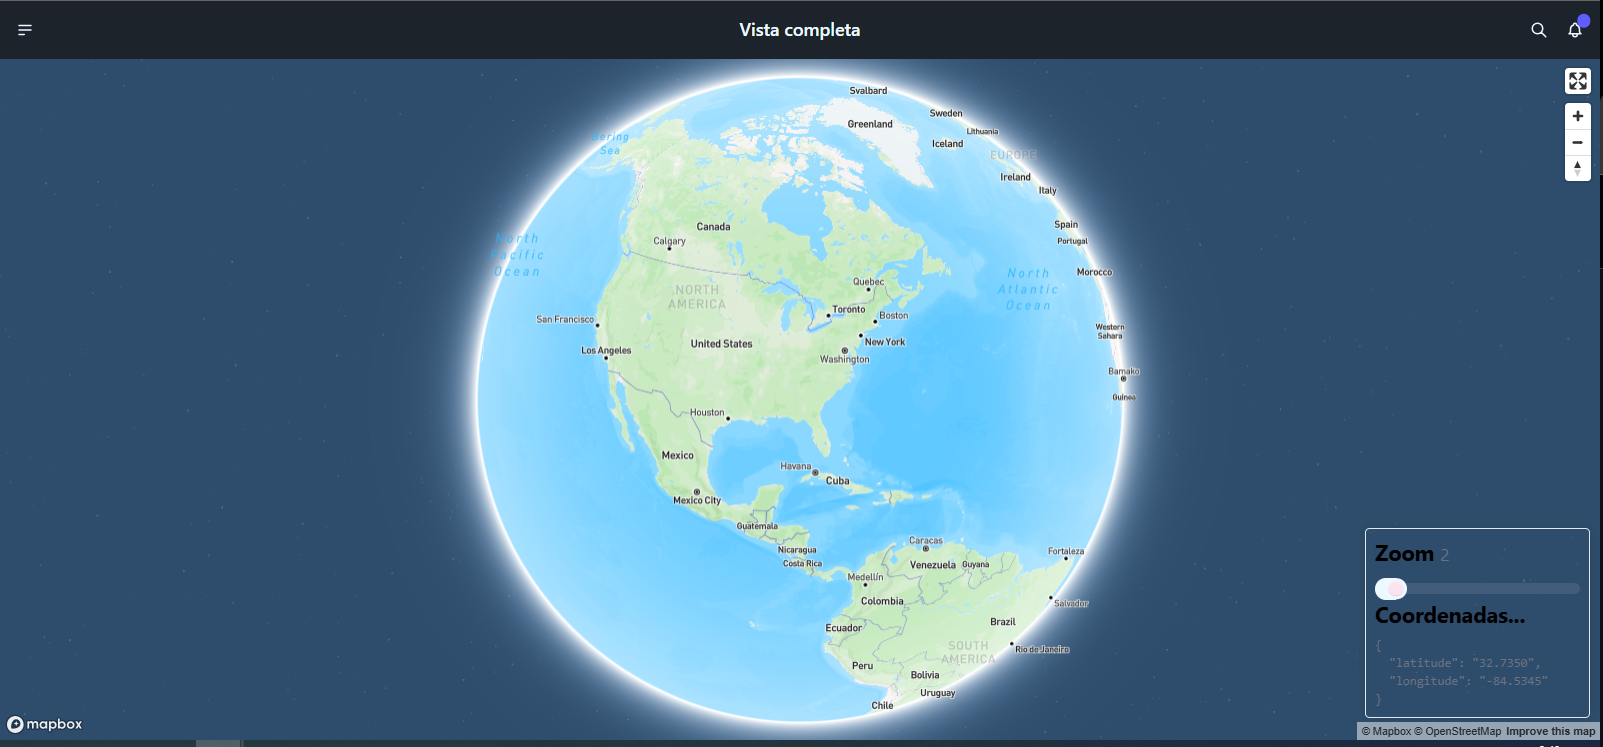 Vista completa
Svalbard
Sweden
Greenland
Lithuania
Iceland
Bering
Sea
EUROPE
Ireland
Italy
Canada
Spain
North
Pacific
Ocean
Calgary
Portugal
Morocco
North
Atlantic
Ocean
Quebec
NORTH
AMERICA
Toronto
Boston
San Francisco
Western
Sahara
New York
United States
Los Angeles
Washington
Bamako
Guinea
Houston
Mexico
Havana
Cuba
Mexico City
Guatemala
Caracas
Nicaragua
Fortaleza
Costa Rica
Venezuela
Guyana
Medellín
Colombia
Salvador
Brazil
Ecuador
SOUTH
AMERICA
Rio de Janeiro
Peru
Bolivia
Uruguay
Chile
Zoom 2
Coordenadas...
{
"latitude": "32.7350",
"longitude": "-84.5345"
}
mapbox
© Mapbox © OpenStreetMap Improve this map